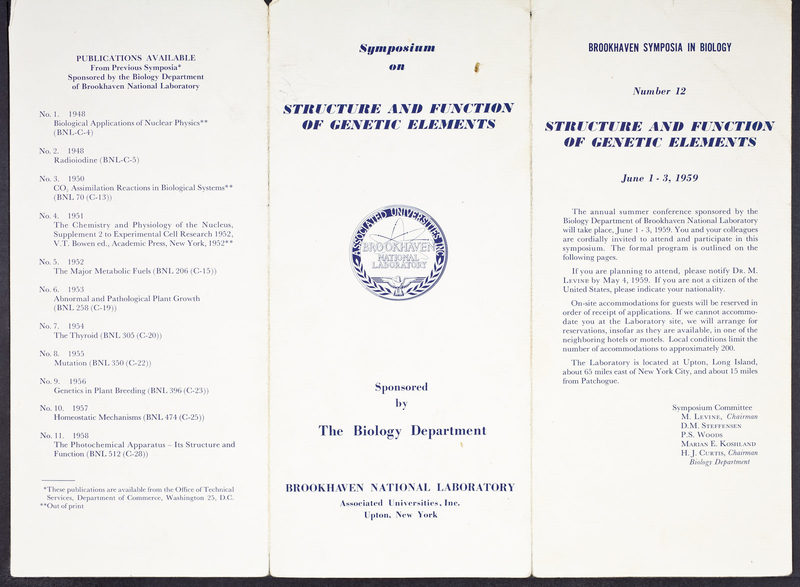 PUBLICATIONS AVAILABLE
From Previous Symposia*
Sponsored by the Biology Department
of Brookhaven National Laboratory
No. 1. 1948
Biological Applications of Nuclear Physics**
(BNL-C-4)
No. 2. 1948
Radioiodine (BNL-C-5)
No. 3. 1950
CO₂ Assimilation Reactions in Biological Systems**
(BNL 70 (C-13))
No. 4. 1951
The Chemistry and Physiology of the Nucleus,
Supplement 2 to Experimental Cell Research 1952,
V.T. Bowen ed., Academic Press, New York, 1952**
No. 5. 1952
The Major Metabolic Fuels (BNL 206 (C-15))
No. 6. 1953
Abnormal and Pathological Plant Growth
(BNL 258 (C-19))
No. 7. 1954
The Thyroid (BNL 305 (C-20))
No. 8. 1955
Mutation (BNL 350 (C-22))
No. 9. 1956
Genetics in Plant Breeding (BNL 396 (C-23))
No. 10. 1957
Homeostatic Mechanisms (BNL 474 (C-25))
No. 11. 1958
The Photochemical Apparatus – Its Structure and
Function (BNL 512 (C-28))
*These publications are available from the Office of Technical
Services, Department of Commerce, Washington 25, D.C.
**Out of print
Symposium
on
STRUCTURE AND FUNCTION
OF GENETIC ELEMENTS
ASSOCIATED UNIVERSITIES INC.
BROOKHAVEN
NATIONAL
LABORATORY
Sponsored
by
The Biology Department
BROOKHAVEN NATIONAL LABORATORY
Associated Universities, Inc.
Upton, New York
BROOKHAVEN SYMPOSIA IN BIOLOGY
Number 12
STRUCTURE AND FUNCTION
OF GENETIC ELEMENTS
June 1 - 3, 1959
The annual summer conference sponsored by the
Biology Department of Brookhaven National Laboratory
will take place, June 1 - 3, 1959. You and your colleagues
are cordially invited to attend and participate in this
symposium. The formal program is outlined on the
following pages.
If you are planning to attend, please notify DR. M.
LEVINE by May 4, 1959. If you are not a citizen of the
United States, please indicate your nationality.
On-site accommodations for guests will be reserved in
order of receipt of applications. If we cannot accommo-
date you at the Laboratory site, we will arrange for
reservations, insofar as they are available, in one of the
neighboring hotels or motels. Local conditions limit the
number of accommodations to approximately 200.
The Laboratory is located at Upton, Long Island,
about 65 miles east of New York City, and about 15 miles
from Patchogue.
Symposium Committee
M. LEVINE, Chairman
D.M. STEFFENSEN
P.S. WOODS
MARIAN E. KOSHLAND
H.J. CURTIS, Chairman
Biology Department